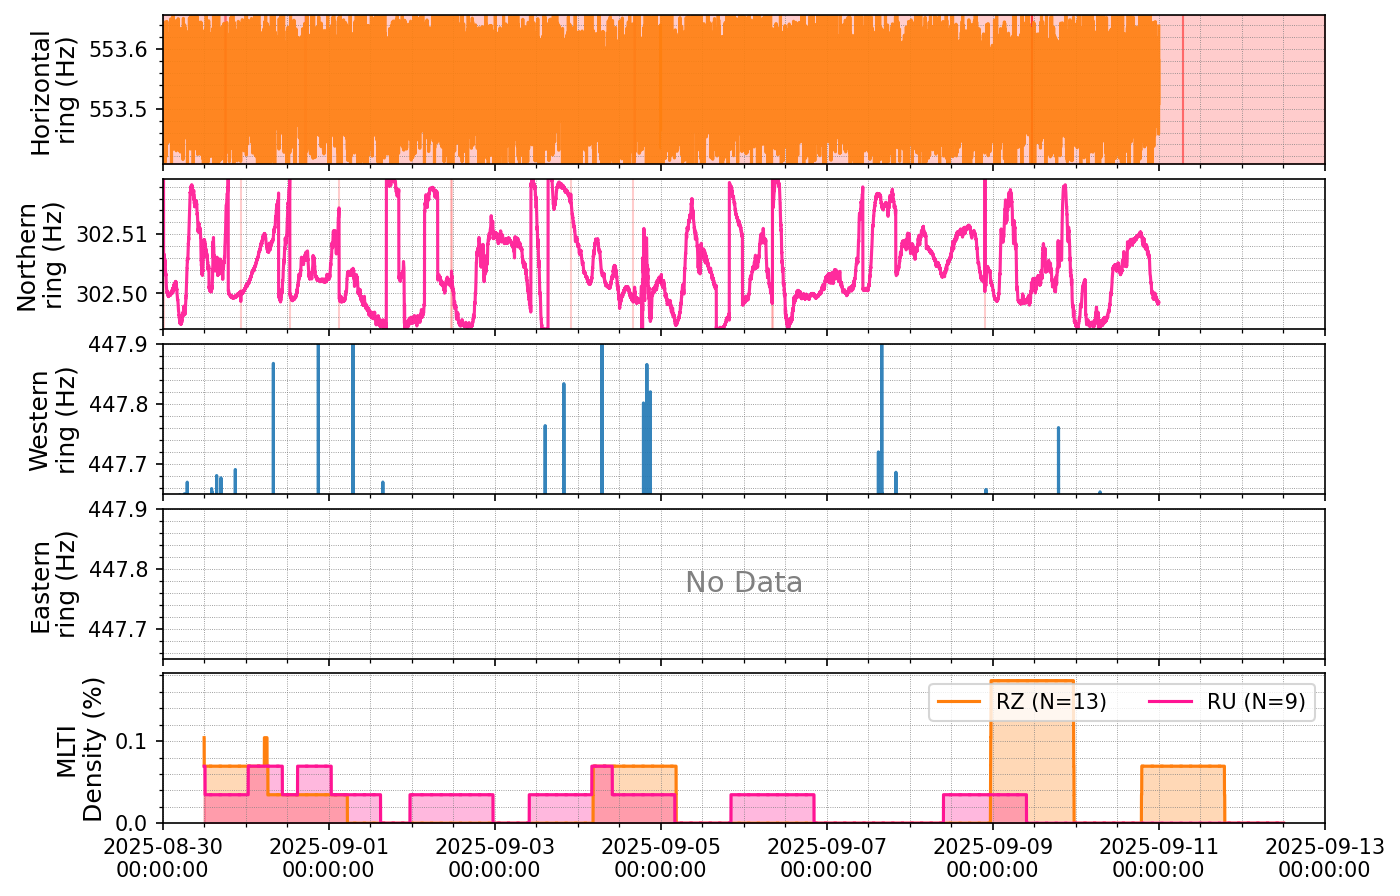 Horizontal
ring (Hz)
553.6
553.5
Northern
ring (Hz)
302.51
302.50
Western
ring (Hz)
447.9
447.8
447.7
Eastern
ring (Hz)
447.9
447.8
447.7
No Data
MLTI
Density (%)
0.1
0.0
RZ (N=13)
RU (N=9)
2025-08-30
00:00:00
2025-09-01
00:00:00
2025-09-03
00:00:00
2025-09-05
00:00:00
2025-09-07
00:00:00
2025-09-09
00:00:00
2025-09-11
00:00:00
2025-09-13
00:00:00